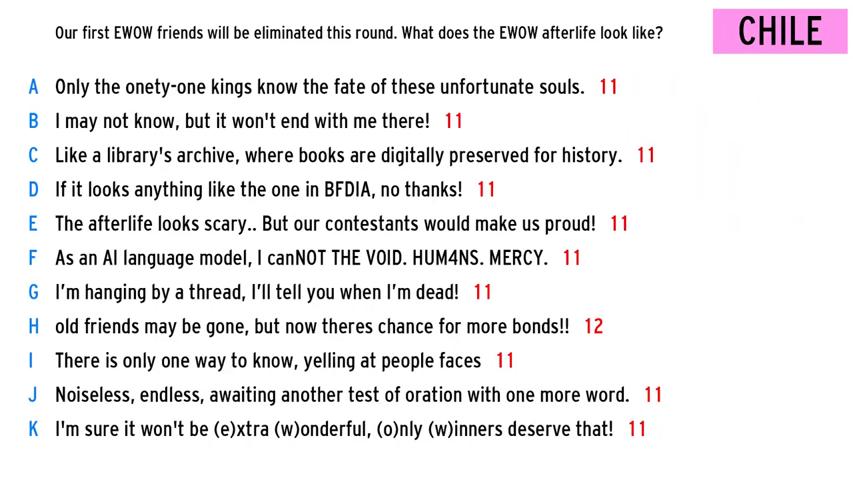 Our first EWOW friends will be eliminated this round. What does the EWOW afterlife look like?
CHILE
A Only the onety-one kings know the fate of these unfortunate souls. 11
B I may not know, but it won't end with me there! 11
C Like a library's archive, where books are digitally preserved for history. 11
D If it looks anything like the one in BFDIA, no thanks! 11
E The afterlife looks scary.. But our contestants would make us proud! 11
F As an AI language model, I canNOT THE VOID. HUM4NS. MERCY. 11
G I’m hanging by a thread, I’ll tell you when I’m dead! 11
H old friends may be gone, but now theres chance for more bonds!! 12
I There is only one way to know, yelling at people faces 11
J Noiseless, endless, awaiting another test of oration with one more word. 11
K I'm sure it won't be (e)xtra (w)onderful, (o)nly (w)inners deserve that! 11